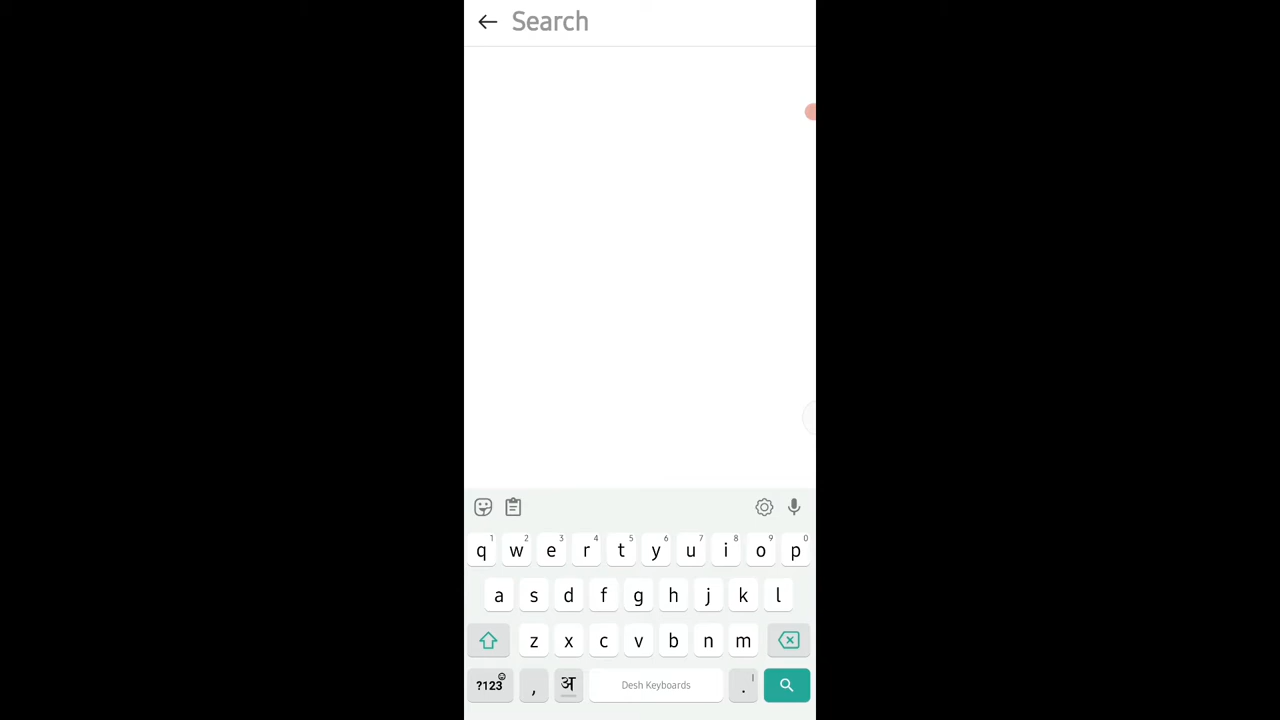 Search
1 2 3 4 5 6 7 8 9 0
q w e r t y u i o p
a s d f g h j k l
z x c v b n m
?123 , अ Desh Keyboards . |